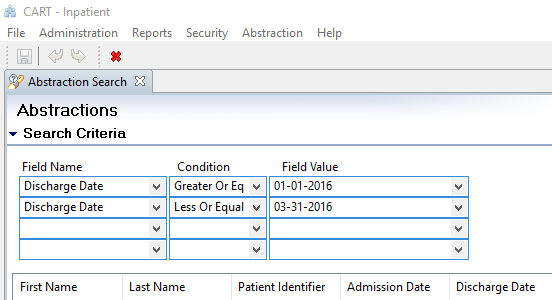 CART - Inpatient
File Administration Reports Security Abstraction Help
Abstraction Search
Abstractions
Search Criteria
Field Name Condition Field Value
Discharge Date Greater Or Eq 01-01-2016
Discharge Date Less Or Equal 03-31-2016
First Name Last Name Patient Identifier Admission Date Discharge Date